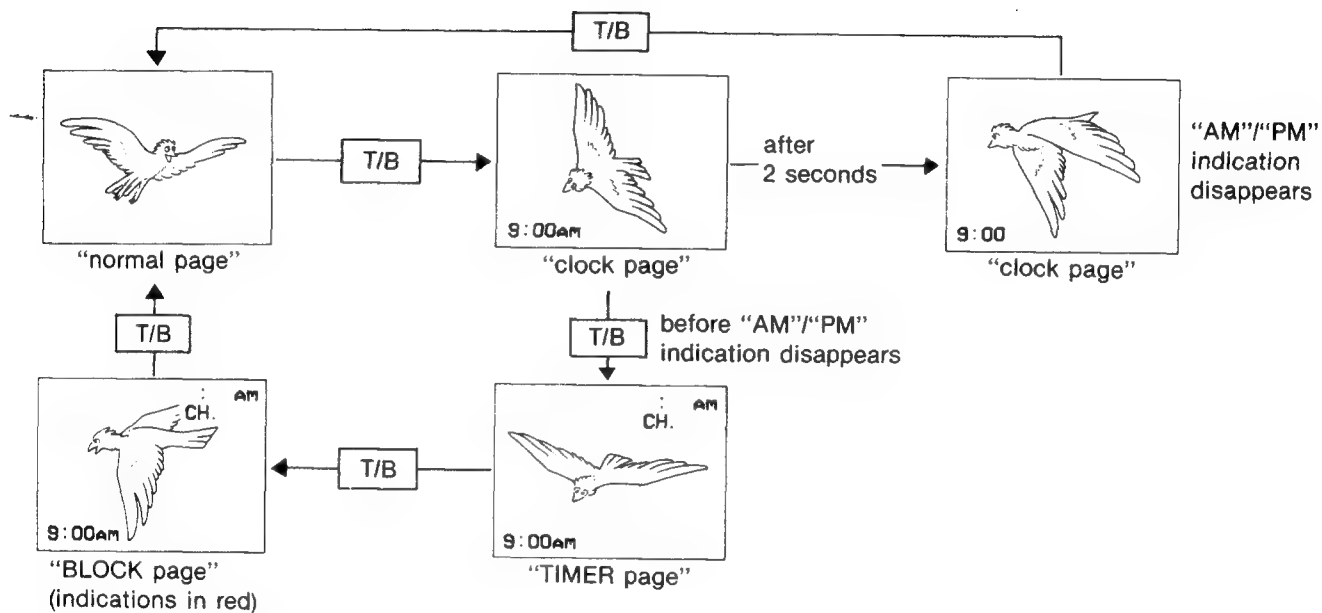 T/B
T/B
after
2 seconds
"AM"/"PM"
indication
disappears
9:00AM
9:00
"normal page"
"clock page"
"clock page"
T/B
T/B
before "AM"/"PM"
indication disappears
: AM
CH.
: AM
CH.
T/B
9:00AM
9:00AM
"BLOCK page"
(indications in red)
"TIMER page"